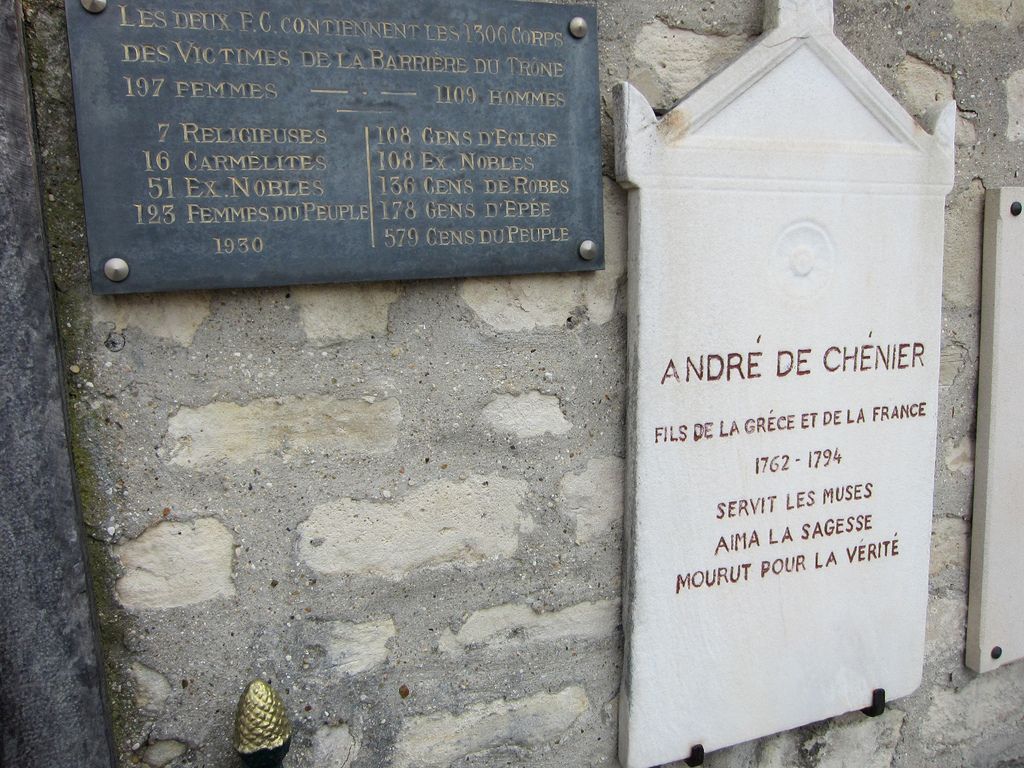 LES DEUX F.C. CONTIENNENT LES 1306 CORPS
DES VICTIMES DE LA BARRIÈRE DU TRÔNE
197 FEMMES — · — 1109 HOMMES
7 RELIGIEUSES
16 CARMÉLITES
51 EX. NOBLES
123 FEMMES DU PEUPLE
1930
108 GENS D'EGLISE
108 EX. NOBLES
136 GENS DE ROBES
178 GENS D'EPÉE
579 GENS DU PEUPLE
ANDRÉ DE CHÉNIER
FILS DE LA GRÉCE ET DE LA FRANCE
1762 - 1794
SERVIT LES MUSES
AIMA LA SAGESSE
MOURUT POUR LA VÉRITÉ